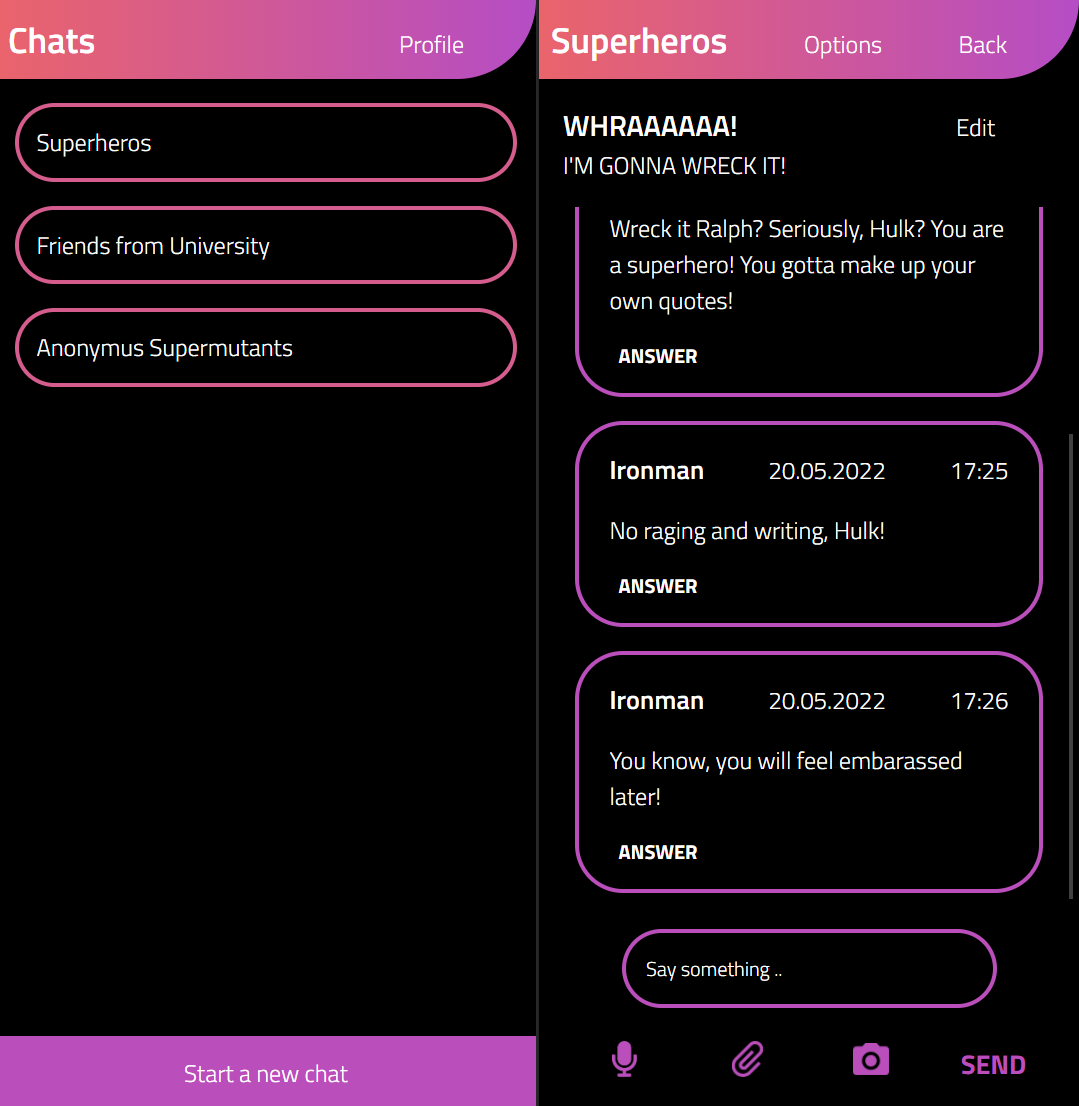 Chats
Profile
Superheros
Friends from University
Anonymus Supermutants
Start a new chat
Superheros
Options
Back
WHRAAAAAA!
Edit
I'M GONNA WRECK IT!
Wreck it Ralph? Seriously, Hulk? You are
a superhero! You gotta make up your
own quotes!
ANSWER
Ironman 20.05.2022 17:25
No raging and writing, Hulk!
ANSWER
Ironman 20.05.2022 17:26
You know, you will feel embarassed
later!
ANSWER
Say something ..
SEND